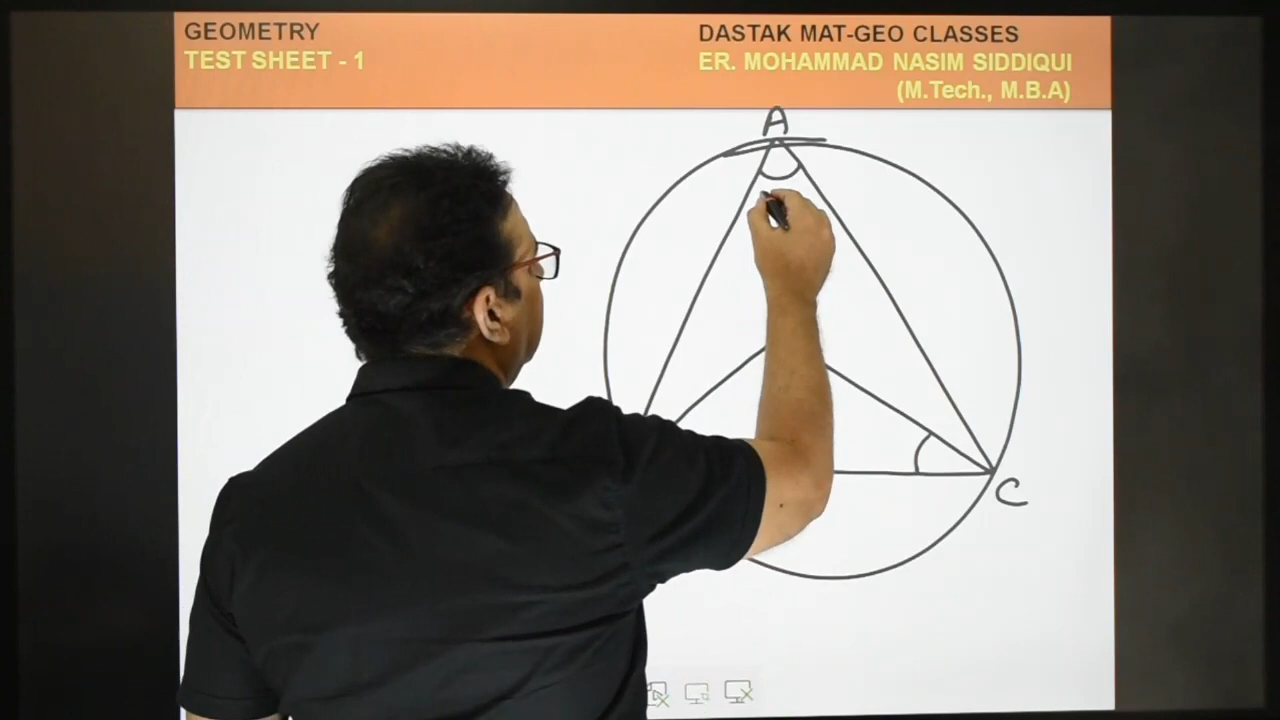 GEOMETRY
TEST SHEET - 1
DASTAK MAT-GEO CLASSES
ER. MOHAMMAD NASIM SIDDIQUI
(M.Tech., M.B.A)
A
C